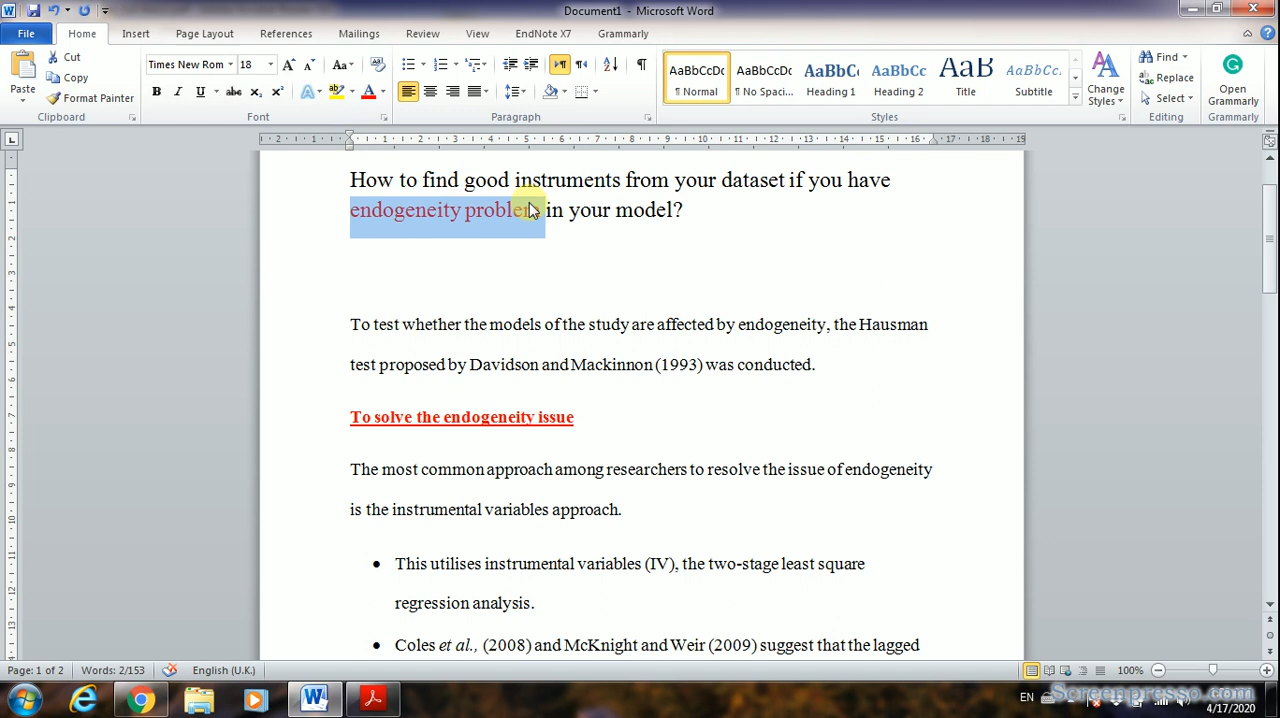 Document1 - Microsoft Word
File Home Insert Page Layout References Mailings Review View EndNote X7 Grammarly
Paste
Cut
Copy
Format Painter
Clipboard
Times New Rom 18
Font
Paragraph
AaBbCcDc AaBbCcDc AaBbC AaBbCc AaB AaBbCc.
¶ Normal ¶ No Spaci... Heading 1 Heading 2 Title Subtitle
Change
Styles
Styles
Find
Replace
Select
Editing
Open
Grammarly
Grammarly
How to find good instruments from your dataset if you have
endogeneity problem in your model?
To test whether the models of the study are affected by endogeneity, the Hausman
test proposed by Davidson and Mackinnon (1993) was conducted.
To solve the endogeneity issue
The most common approach among researchers to resolve the issue of endogeneity
is the instrumental variables approach.
• This utilises instrumental variables (IV), the two-stage least square
regression analysis.
• Coles et al., (2008) and McKnight and Weir (2009) suggest that the lagged
Page: 1 of 2 Words: 2/153 English (U.K.) 100%
EN
Screenpresso.com
4/17/2020